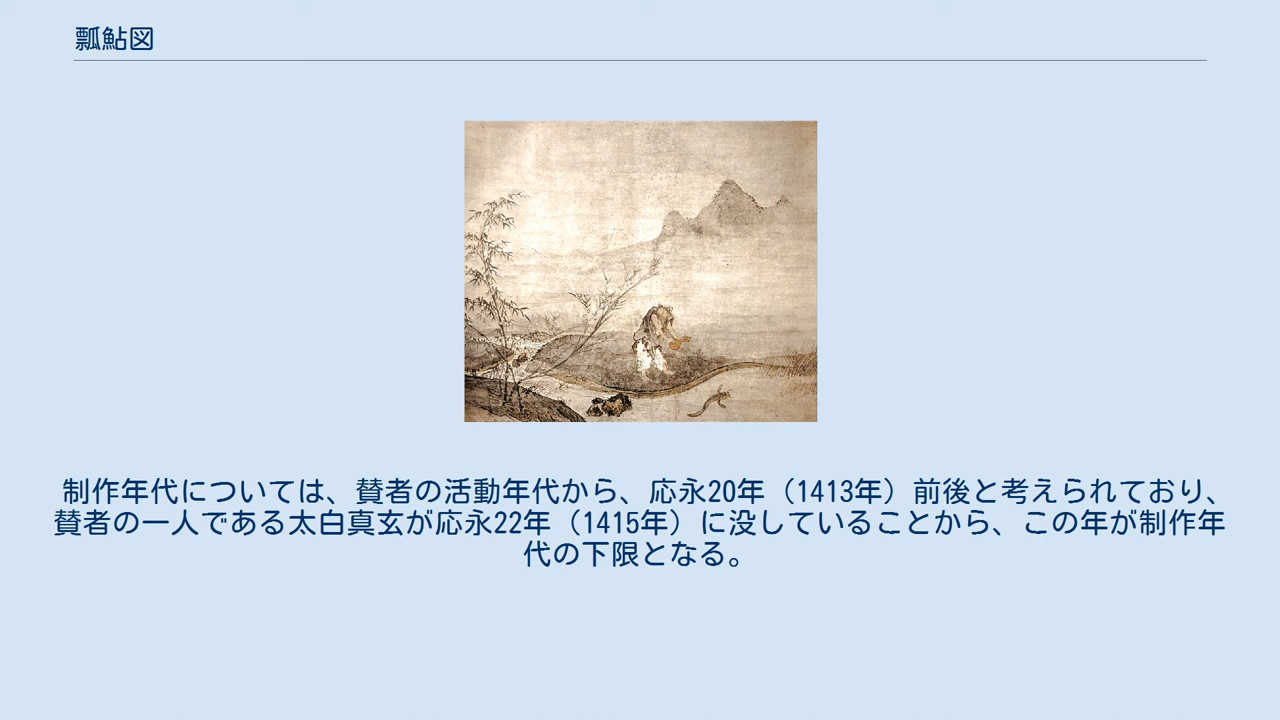 瓢鮎図
制作年代については、賛者の活動年代から、応永20年（1413年）前後と考えられており、
賛者の一人である太白真玄が応永22年（1415年）に没していることから、この年が制作年
代の下限となる。